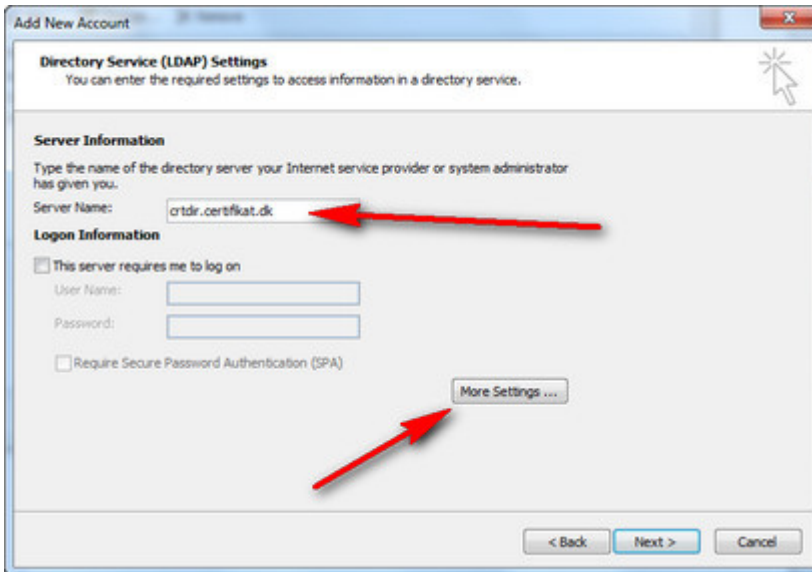 Add New Account
Directory Service (LDAP) Settings
You can enter the required settings to access information in a directory service.
Server Information
Type the name of the directory server your Internet service provider or system administrator
has given you.
Server Name: crtdir.certifikat.dk
Logon Information
This server requires me to log on
User Name:
Password:
Require Secure Password Authentication (SPA)
More Settings ...
< Back Next > Cancel